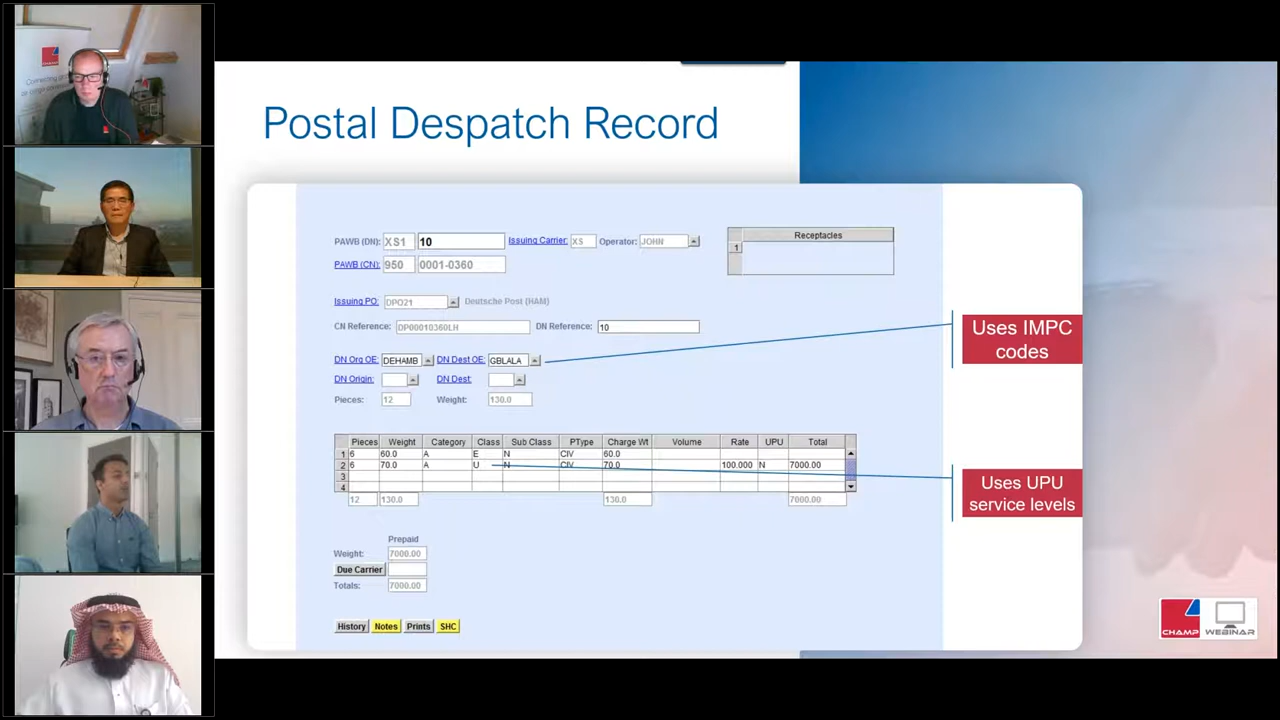 Postal Despatch Record
PAWB (DN): XS1 10 Issuing Carrier: XS Operator: JOHN
PAWB (CN): 950 0001-0360
Receptacles
1
Issuing PO: DPO21 Deutsche Post (HAM)
CN Reference: DP00010360LH DN Reference: 10
DN Org OE: DEHAMB DN Dest OE: GBLALA
DN Origin: DN Dest:
Pieces: 12 Weight: 130.0
Uses IMPC
codes
Pieces Weight Category Class Sub Class PType Charge Wt Volume Rate UPU Total
1 6 60.0 A E N CIV 60.0
2 6 70.0 A U N CIV 70.0 100.000 N 7000.00
3
4
12 130.0 130.0 7000.00
Uses UPU
service levels
Prepaid
Weight: 7000.00
Due Carrier
Totals: 7000.00
History Notes Prints SHC
CHAMP WEBINAR